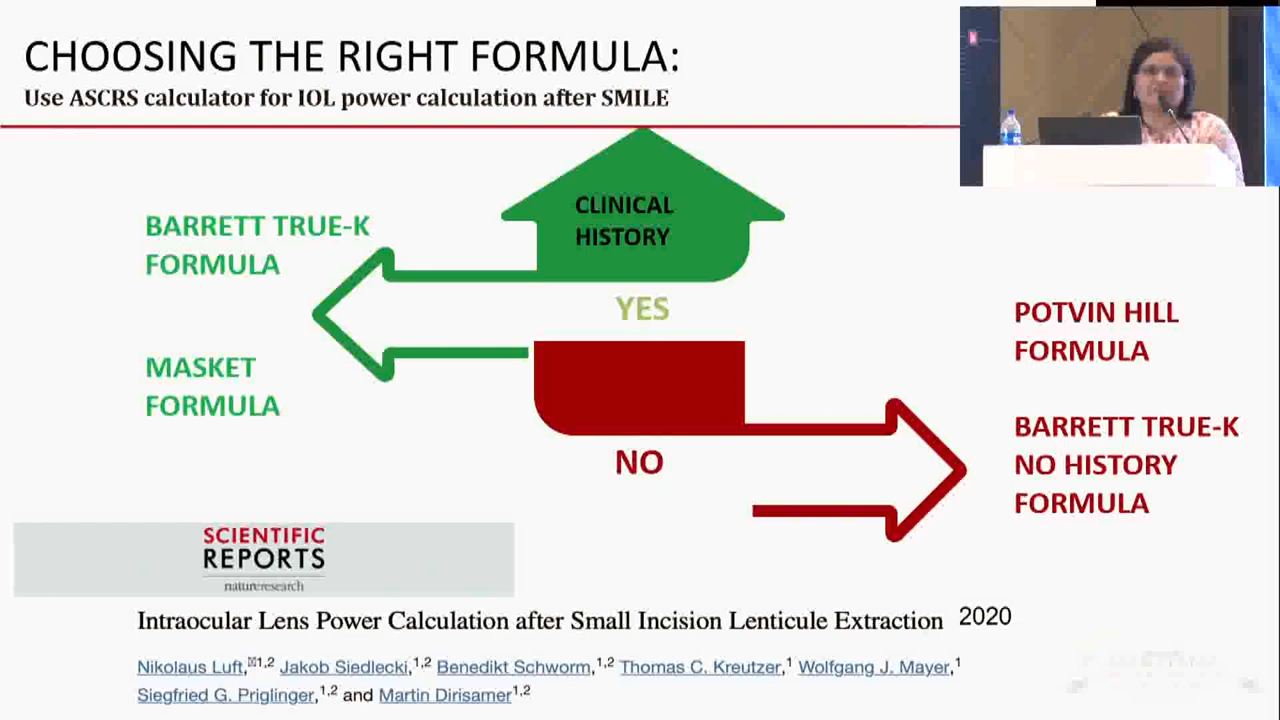 CHOOSING THE RIGHT FORMULA:
Use ASCRS calculator for IOL power calculation after SMILE
CLINICAL
HISTORY
BARRETT TRUE-K
FORMULA
YES
MASKET
FORMULA
POTVIN HILL
FORMULA
NO
BARRETT TRUE-K
NO HISTORY
FORMULA
SCIENTIFIC
REPORTS
natureresearch
Intraocular Lens Power Calculation after Small Incision Lenticule Extraction 2020
Nikolaus Luft,1,2 Jakob Siedlecki,1,2 Benedikt Schworm,1,2 Thomas C. Kreutzer,1 Wolfgang J. Mayer,1
Siegfried G. Priglinger,1,2 and Martin Dirisamer1,2